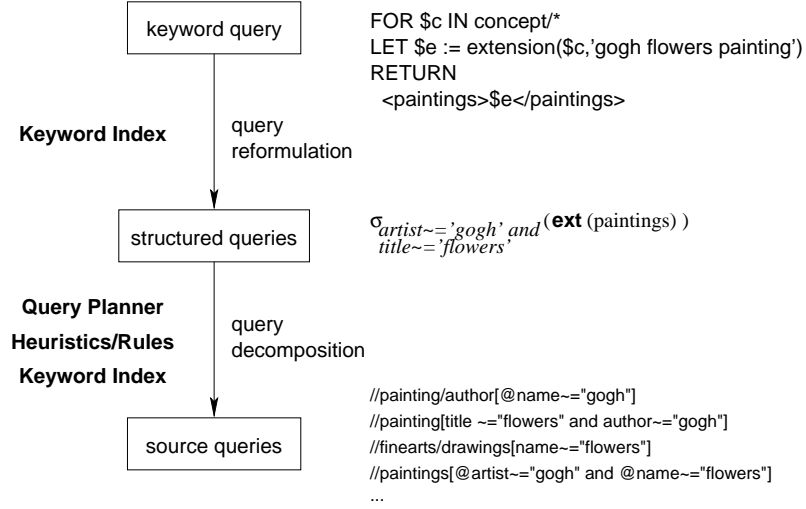 keyword query
FOR $c IN concept/*
LET $e := extension($c,'gogh flowers painting')
RETURN
<paintings>$e</paintings>
Keyword Index
query
reformulation
structured queries
σartist~='gogh' and (ext (paintings) )
title~='flowers'
Query Planner
Heuristics/Rules
Keyword Index
query
decomposition
source queries
//painting/author[@name~="gogh"]
//painting[title ~="flowers" and author~="gogh"]
//finearts/drawings[name~="flowers"]
//paintings[@artist~="gogh" and @name~="flowers"]
...